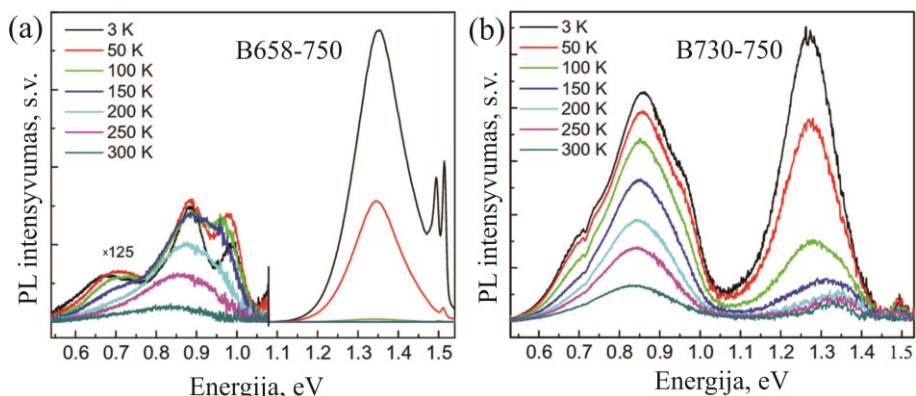 (a)
B658-750
3 K
50 K
100 K
150 K
200 K
250 K
300 K
×125
PL intensyvumas, s.v.
0.6 0.7 0.8 0.9 1.0 1.1 1.2 1.3 1.4 1.5
Energija, eV
(b)
B730-750
3 K
50 K
100 K
150 K
200 K
250 K
300 K
PL intensyvumas, s.v.
0.6 0.7 0.8 0.9 1.0 1.1 1.2 1.3 1.4 1.5
Energija, eV